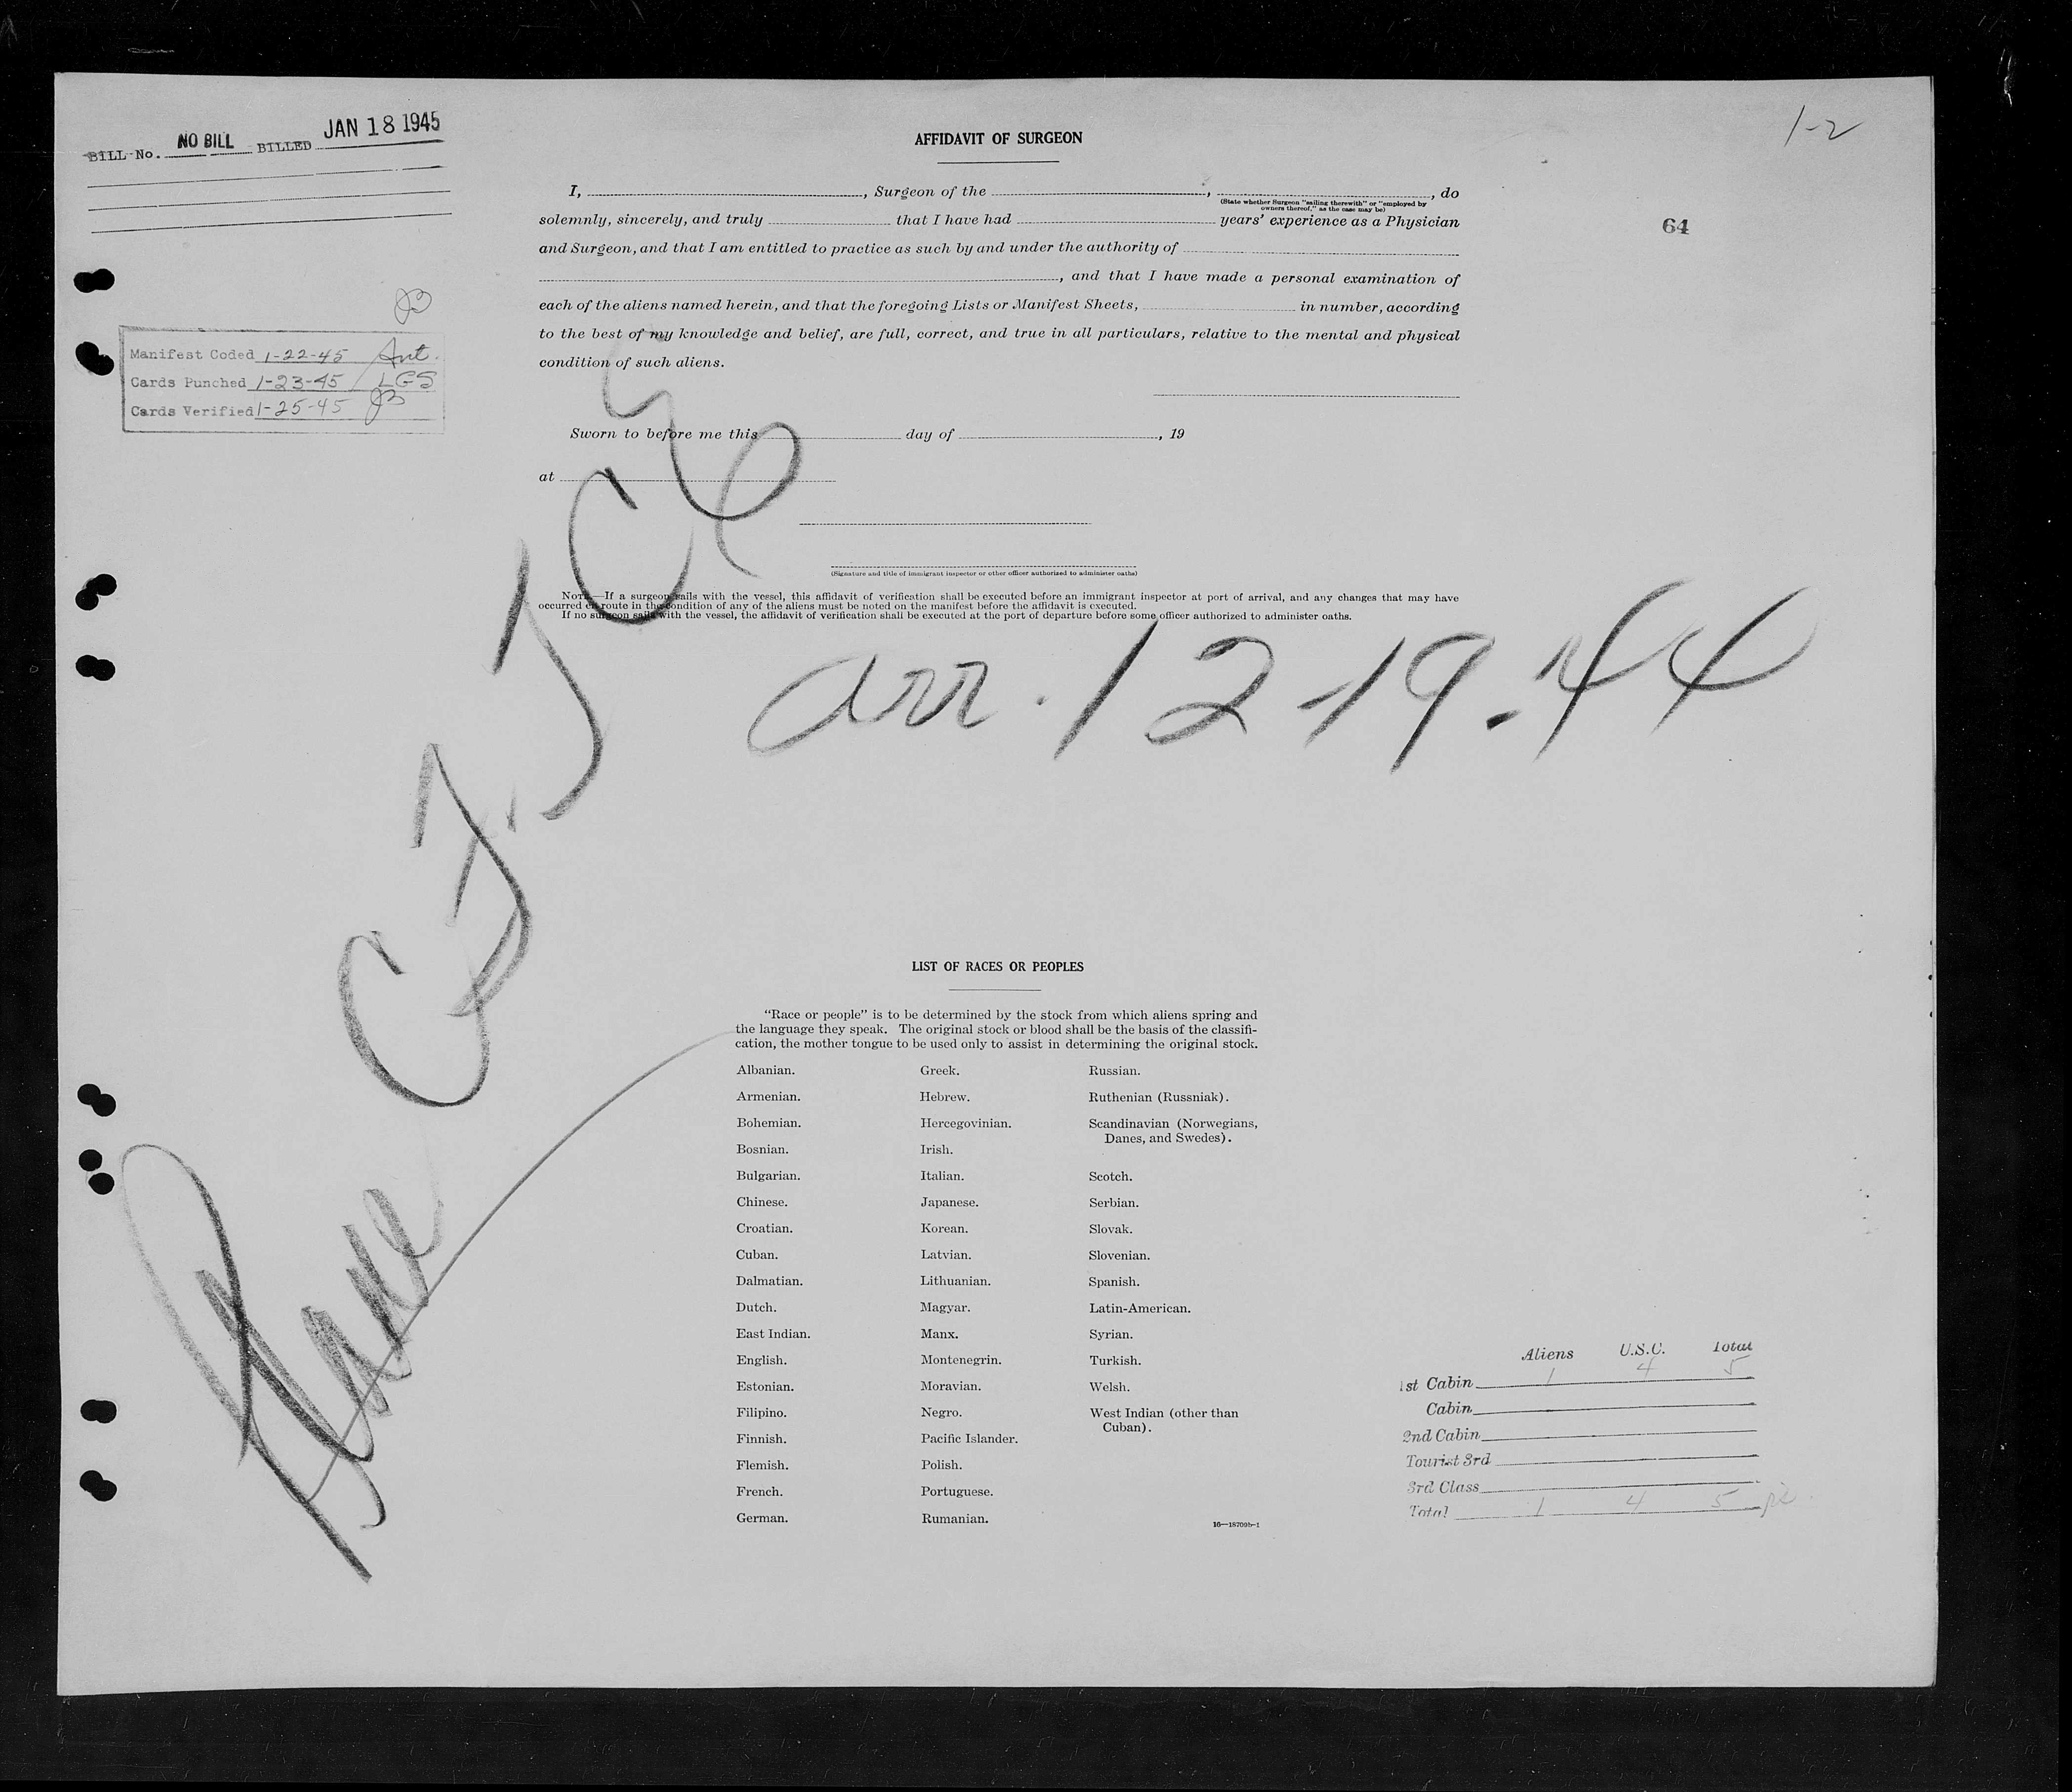 BILL No. NO BILL BILLED JAN 18 1945
1-2
64
AFFIDAVIT OF SURGEON
I, , Surgeon of the , , do
(State whether Surgeon "sailing therewith" or "employed by
owners thereof," as the case may be)
solemnly, sincerely, and truly that I have had years' experience as a Physician
and Surgeon, and that I am entitled to practice as such by and under the authority of
, and that I have made a personal examination of
each of the aliens named herein, and that the foregoing Lists or Manifest Sheets, in number, according
to the best of my knowledge and belief, are full, correct, and true in all particulars, relative to the mental and physical
condition of such aliens.
Manifest Coded 1-22-45 Ant.
Cards Punched 1-23-45 LGS
Cards Verified 1-25-45
Sworn to before me this day of , 19
at
(Signature and title of immigrant inspector or other officer authorized to administer oaths)
NOTE.—If a surgeon sails with the vessel, this affidavit of verification shall be executed before an immigrant inspector at port of arrival, and any changes that may have
occurred en route in the condition of any of the aliens must be noted on the manifest before the affidavit is executed.
If no surgeon sails with the vessel, the affidavit of verification shall be executed at the port of departure before some officer authorized to administer oaths.
arr. 12-19-44
Plane
LIST OF RACES OR PEOPLES
"Race or people" is to be determined by the stock from which aliens spring and
the language they speak. The original stock or blood shall be the basis of the classifi-
cation, the mother tongue to be used only to assist in determining the original stock.
Albanian. Greek. Russian.
Armenian. Hebrew. Ruthenian (Russniak).
Bohemian. Hercegovinian. Scandinavian (Norwegians,
Danes, and Swedes).
Bosnian. Irish.
Bulgarian. Italian. Scotch.
Chinese. Japanese. Serbian.
Croatian. Korean. Slovak.
Cuban. Latvian. Slovenian.
Dalmatian. Lithuanian. Spanish.
Dutch. Magyar. Latin-American.
East Indian. Manx. Syrian.
English. Montenegrin. Turkish.
Estonian. Moravian. Welsh.
Filipino. Negro. West Indian (other than
Cuban).
Finnish. Pacific Islander.
Flemish. Polish.
French. Portuguese.
German. Rumanian.
16—18709b-1
Aliens U.S.C. Total
1st Cabin 1 4 5
Cabin
2nd Cabin
Tourist 3rd
3rd Class
Total 1 4 5